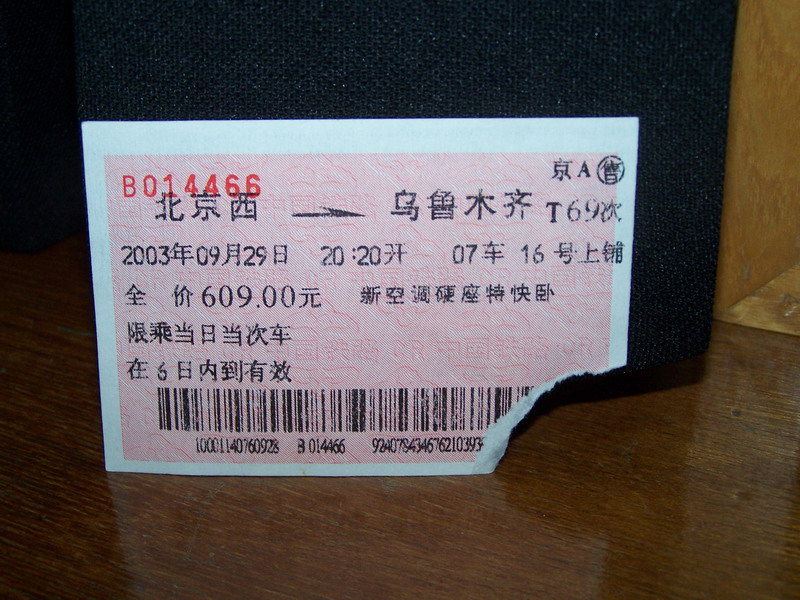 京A售
B014466
北京西 → 乌鲁木齐 T69次
2003年09月29日 20:20开 07车 16号上铺
全 价609.00元 新空调硬座特快卧
限乘当日当次车
在6日内到有效
10001140760928 B 014466 9240784346762103934